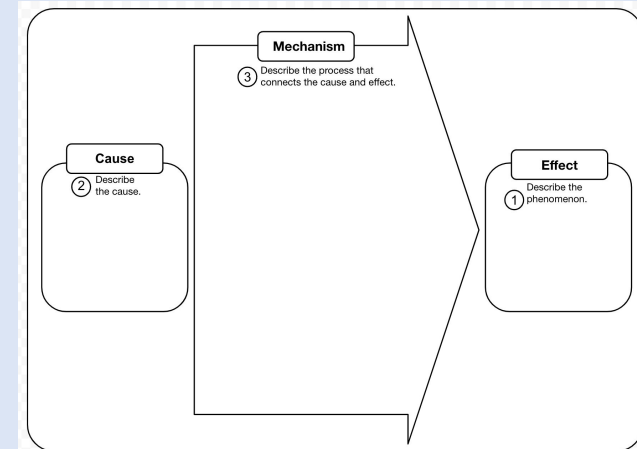 Mechanism
3 Describe the process that
connects the cause and effect.
Cause
2 Describe
the cause.
Effect
1 Describe the
phenomenon.